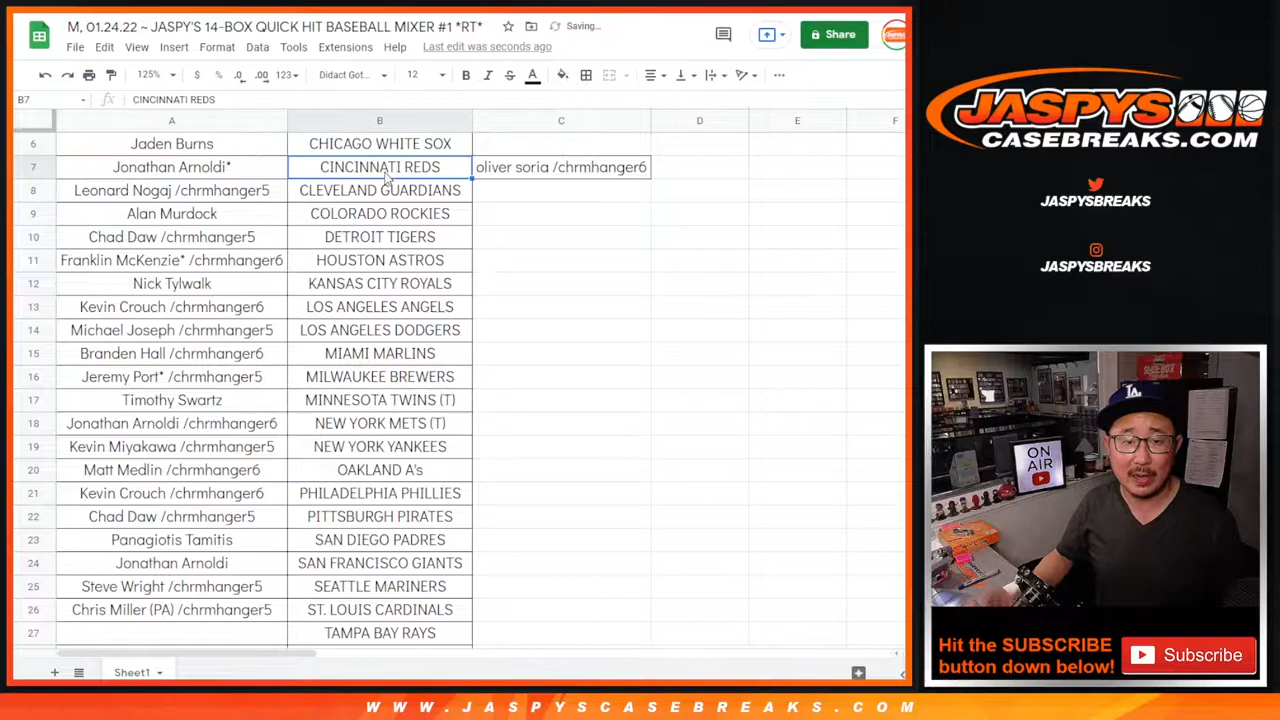 M, 01.24.22 ~ JASPY'S 14-BOX QUICK HIT BASEBALL MIXER #1 *RT*
Saving...
File Edit View Insert Format Data Tools Extensions Help Last edit was seconds ago
Share
125% $ % .0 .00 123 Didact Got... 12 B I S A
B7 fx CINCINNATI REDS
A B C D E F
6 Jaden Burns CHICAGO WHITE SOX
7 Jonathan Arnoldi* CINCINNATI REDS oliver soria /chrmhanger6
8 Leonard Nogaj /chrmhanger5 CLEVELAND GUARDIANS
9 Alan Murdock COLORADO ROCKIES
10 Chad Daw /chrmhanger5 DETROIT TIGERS
11 Franklin McKenzie* /chrmhanger6 HOUSTON ASTROS
12 Nick Tylwalk KANSAS CITY ROYALS
13 Kevin Crouch /chrmhanger6 LOS ANGELES ANGELS
14 Michael Joseph /chrmhanger5 LOS ANGELES DODGERS
15 Branden Hall /chrmhanger6 MIAMI MARLINS
16 Jeremy Port* /chrmhanger5 MILWAUKEE BREWERS
17 Timothy Swartz MINNESOTA TWINS (T)
18 Jonathan Arnoldi /chrmhanger6 NEW YORK METS (T)
19 Kevin Miyakawa /chrmhanger5 NEW YORK YANKEES
20 Matt Medlin /chrmhanger6 OAKLAND A's
21 Kevin Crouch /chrmhanger6 PHILADELPHIA PHILLIES
22 Chad Daw /chrmhanger5 PITTSBURGH PIRATES
23 Panagiotis Tamitis SAN DIEGO PADRES
24 Jonathan Arnoldi SAN FRANCISCO GIANTS
25 Steve Wright /chrmhanger5 SEATTLE MARINERS
26 Chris Miller (PA) /chrmhanger5 ST. LOUIS CARDINALS
27 TAMPA BAY RAYS
Sheet1
JASPYS
CASEBREAKS.COM
JASPYSBREAKS
JASPYSBREAKS
SHOEBOX
ON
AIR
LA
Hit the SUBSCRIBE
button down below!
Subscribe
WWW.JASPYSCASEBREAKS.COM